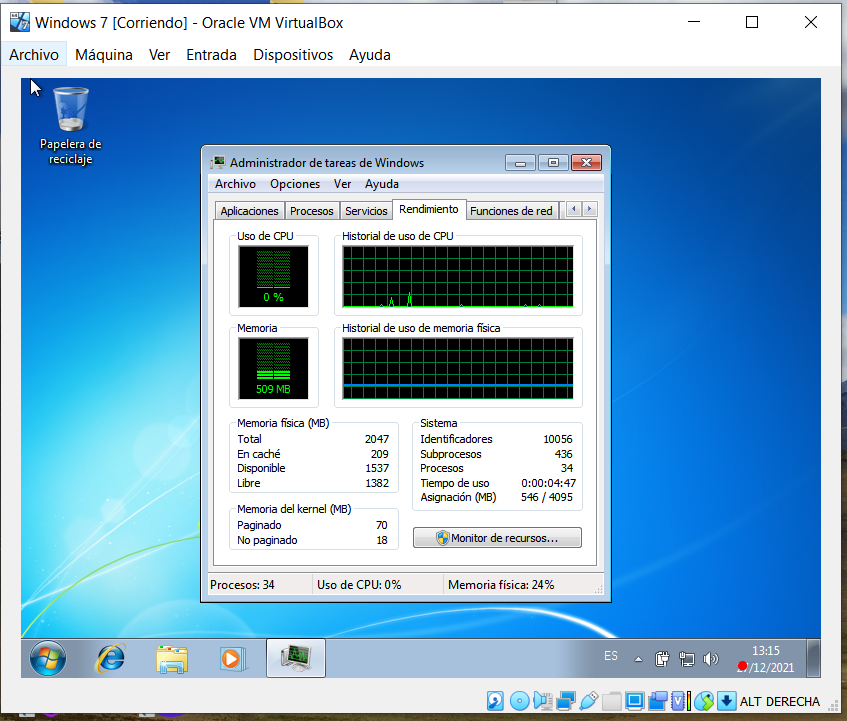 Windows 7 [Corriendo] - Oracle VM VirtualBox
Archivo Máquina Ver Entrada Dispositivos Ayuda
Papelera de
reciclaje
Administrador de tareas de Windows
Archivo Opciones Ver Ayuda
Aplicaciones Procesos Servicios Rendimiento Funciones de red
Uso de CPU Historial de uso de CPU
0 %
Memoria Historial de uso de memoria física
509 MB
Memoria física (MB)
Total 2047
En caché 209
Disponible 1537
Libre 1382
Memoria del kernel (MB)
Paginado 70
No paginado 18
Sistema
Identificadores 10056
Subprocesos 436
Procesos 34
Tiempo de uso 0:00:04:47
Asignación (MB) 546 / 4095
Monitor de recursos...
Procesos: 34 Uso de CPU: 0% Memoria física: 24%
ES
13:15
/12/2021
ALT DERECHA